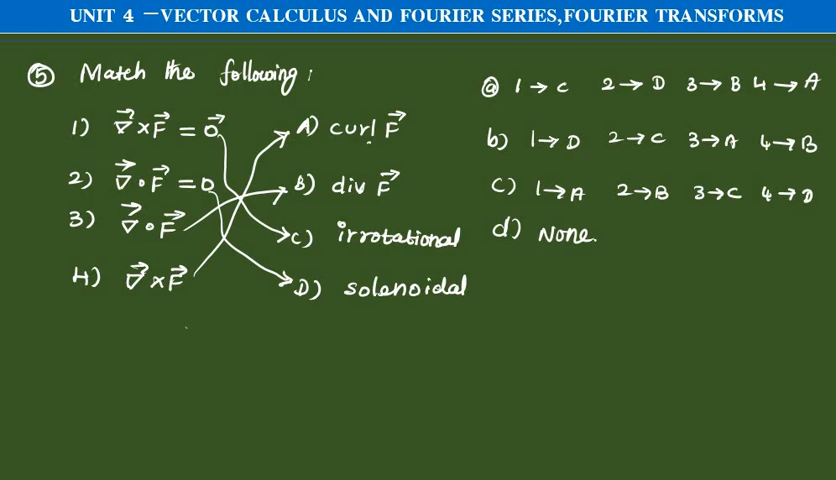 UNIT 4 —VECTOR CALCULUS AND FOURIER SERIES,FOURIER TRANSFORMS
⑤ Match the following :
1) ∇⃗ × F⃗ = 0⃗
2) ∇⃗ ∘ F⃗ = 0
3) ∇⃗ ∘ F⃗
4) ∇⃗ × F⃗
A) curl F⃗
B) div F⃗
C) irrotational
D) solenoidal
ⓐ 1 → C 2 → D 3 → B 4 → A
b) 1 → D 2 → C 3 → A 4 → B
C) 1 → A 2 → B 3 → C 4 → D
d) None.